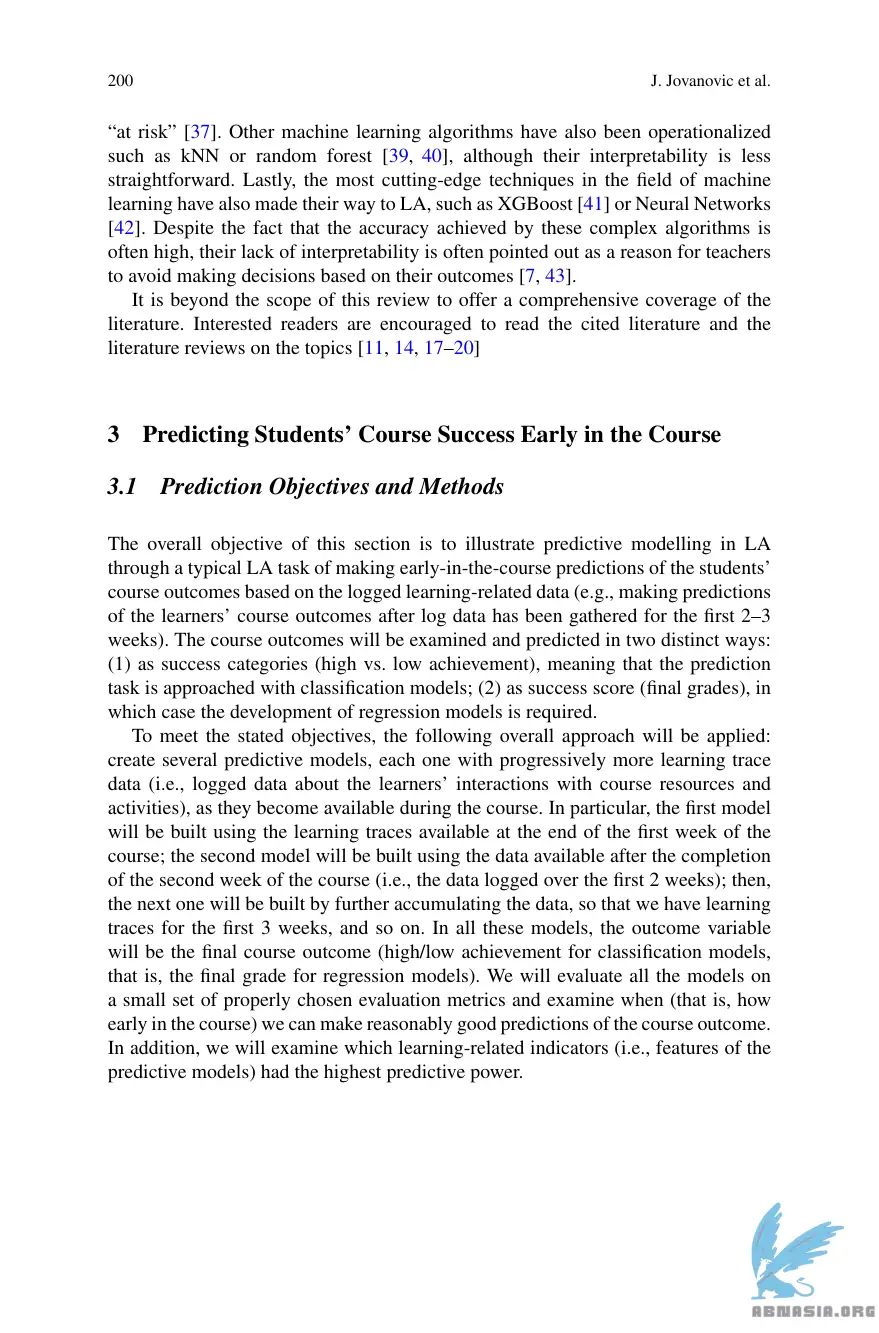 200
J. Jovanovic et al.
“at risk” [37]. Other machine learning algorithms have also been operationalized
such as kNN or random forest [39, 40], although their interpretability is less
straightforward. Lastly, the most cutting-edge techniques in the field of machine
learning have also made their way to LA, such as XGBoost [41] or Neural Networks
[42]. Despite the fact that the accuracy achieved by these complex algorithms is
often high, their lack of interpretability is often pointed out as a reason for teachers
to avoid making decisions based on their outcomes [7, 43].
It is beyond the scope of this review to offer a comprehensive coverage of the
literature. Interested readers are encouraged to read the cited literature and the
literature reviews on the topics [11, 14, 17–20]
3 Predicting Students’ Course Success Early in the Course
3.1 Prediction Objectives and Methods
The overall objective of this section is to illustrate predictive modelling in LA
through a typical LA task of making early-in-the-course predictions of the students’
course outcomes based on the logged learning-related data (e.g., making predictions
of the learners’ course outcomes after log data has been gathered for the first 2–3
weeks). The course outcomes will be examined and predicted in two distinct ways:
(1) as success categories (high vs. low achievement), meaning that the prediction
task is approached with classification models; (2) as success score (final grades), in
which case the development of regression models is required.
To meet the stated objectives, the following overall approach will be applied:
create several predictive models, each one with progressively more learning trace
data (i.e., logged data about the learners’ interactions with course resources and
activities), as they become available during the course. In particular, the first model
will be built using the learning traces available at the end of the first week of the
course; the second model will be built using the data available after the completion
of the second week of the course (i.e., the data logged over the first 2 weeks); then,
the next one will be built by further accumulating the data, so that we have learning
traces for the first 3 weeks, and so on. In all these models, the outcome variable
will be the final course outcome (high/low achievement for classification models,
that is, the final grade for regression models). We will evaluate all the models on
a small set of properly chosen evaluation metrics and examine when (that is, how
early in the course) we can make reasonably good predictions of the course outcome.
In addition, we will examine which learning-related indicators (i.e., features of the
predictive models) had the highest predictive power.
ABNASIA.ORG